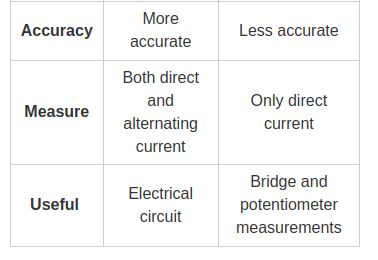 Accuracy
More
accurate
Less accurate
Measure
Both direct
and
alternating
current
Only direct
current
Useful
Electrical
circuit
Bridge and
potentiometer
measurements